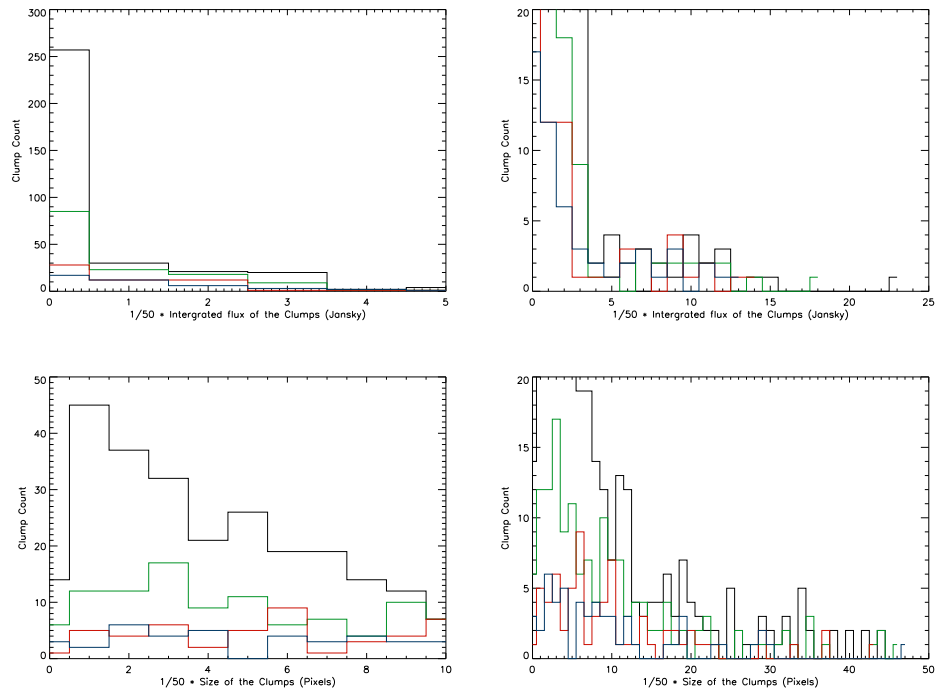 300
250
200
150
100
50
0
Clump Count
0 1 2 3 4 5
1/50 * Intergrated flux of the Clumps (Jansky)
20
15
10
5
0
Clump Count
0 5 10 15 20 25
1/50 * Intergrated flux of the Clumps (Jansky)
50
40
30
20
10
0
Clump Count
0 2 4 6 8 10
1/50 * Size of the Clumps (Pixels)
20
15
10
5
0
Clump Count
0 10 20 30 40 50
1/50 * Size of the Clumps (Pixels)